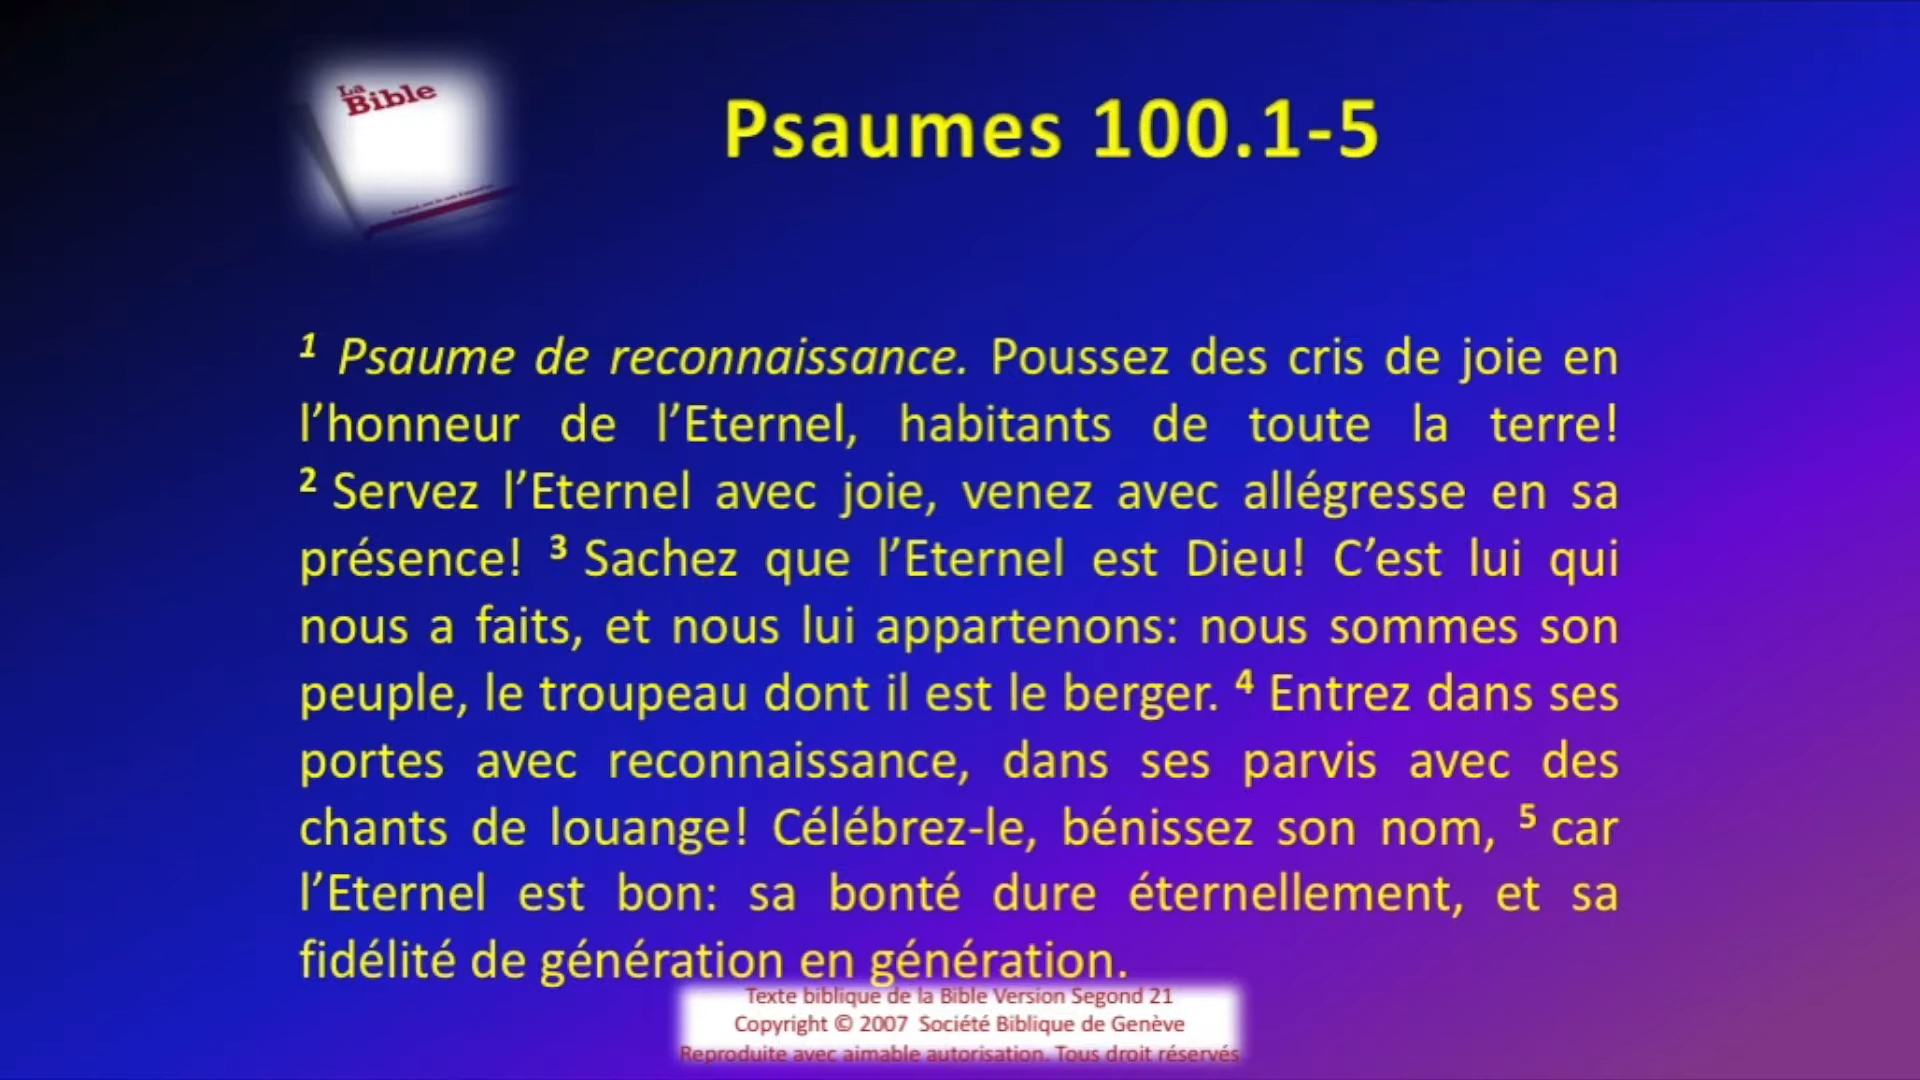 La
Bible
Psaumes 100.1-5
1 Psaume de reconnaissance. Poussez des cris de joie en
l’honneur de l’Eternel, habitants de toute la terre!
2 Servez l’Eternel avec joie, venez avec allégresse en sa
présence! 3 Sachez que l’Eternel est Dieu! C’est lui qui
nous a faits, et nous lui appartenons: nous sommes son
peuple, le troupeau dont il est le berger. 4 Entrez dans ses
portes avec reconnaissance, dans ses parvis avec des
chants de louange! Célébrez-le, bénissez son nom, 5 car
l’Eternel est bon: sa bonté dure éternellement, et sa
fidélité de génération en génération.
Texte biblique de la Bible Version Segond 21
Copyright © 2007 Société Biblique de Genève
Reproduite avec aimable autorisation. Tous droit réservés